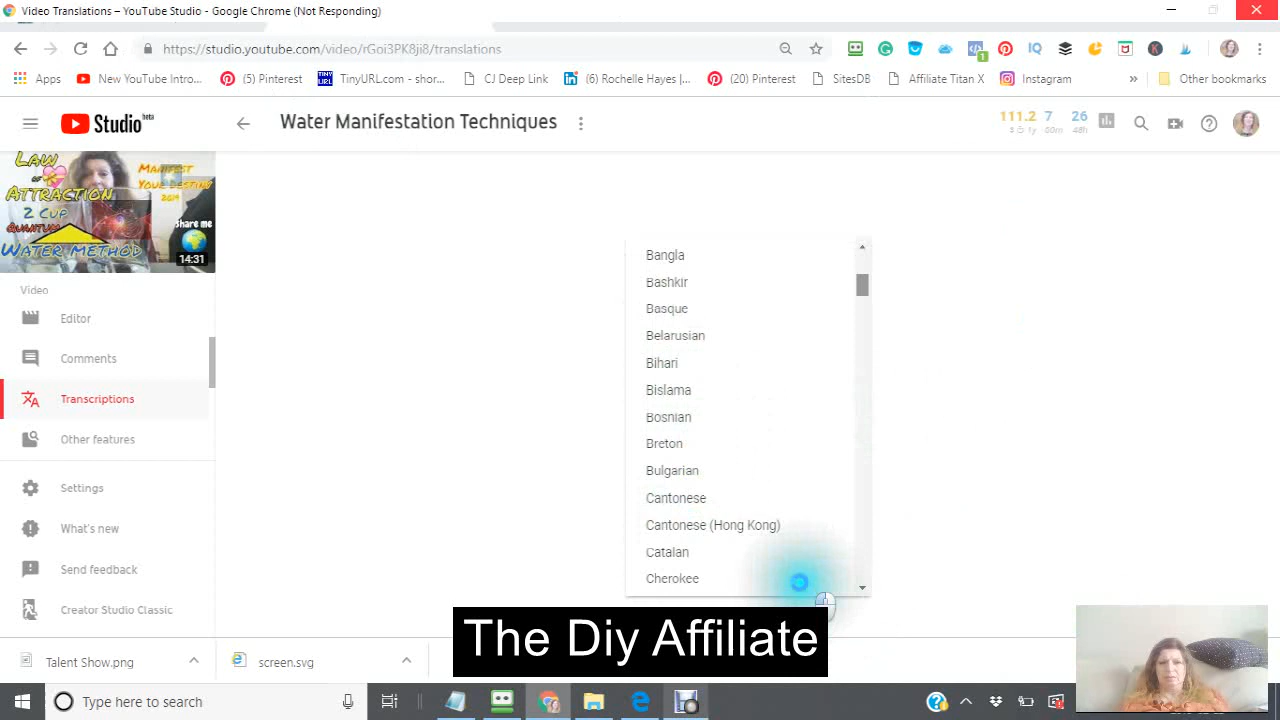 Video Translations – YouTube Studio - Google Chrome (Not Responding)
https://studio.youtube.com/video/rGoi3PK8ji8/translations
Apps
New YouTube Intro...
(5) Pinterest
TinyURL.com - shor...
CJ Deep Link
(6) Rochelle Hayes |...
(20) Pinterest
SitesDB
Affiliate Titan X
Instagram
»
Other bookmarks
Studio beta
Water Manifestation Techniques
111.2 7 26
1y 60m 48h
LAW
OF
ATTRACTION
2 CUP
QUANTUM
WATER METHOD
MANIFEST
YOUR DESTINY
2019
share me
14:31
Video
Editor
Comments
Transcriptions
Other features
Settings
What's new
Send feedback
Creator Studio Classic
Bangla
Bashkir
Basque
Belarusian
Bihari
Bislama
Bosnian
Breton
Bulgarian
Cantonese
Cantonese (Hong Kong)
Catalan
Cherokee
The Diy Affiliate
Talent Show.png
screen.svg
Type here to search